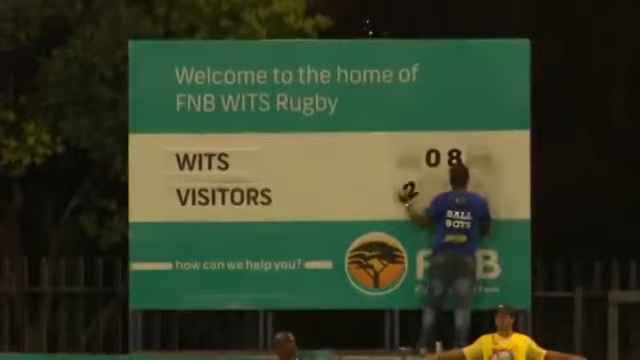 Welcome to the home of
FNB WITS Rugby
WITS 08
VISITORS 2
how can we help you?
BALL
BOYS